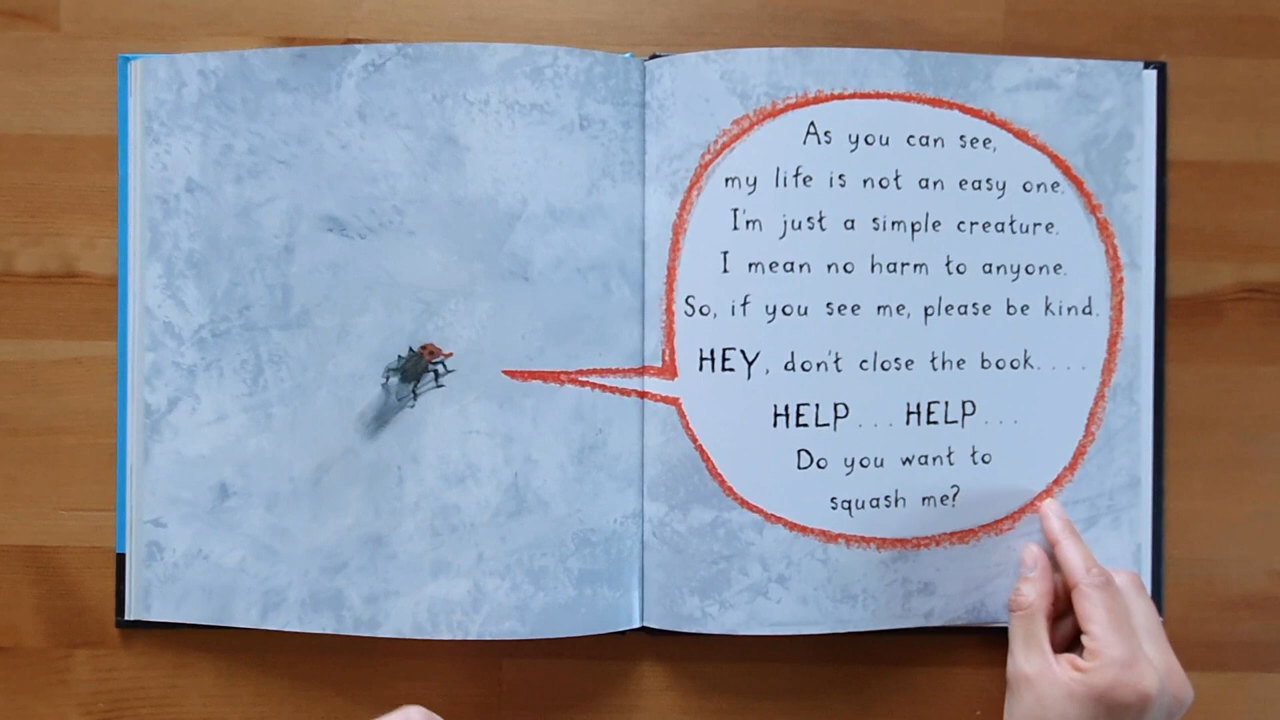 As you can see,
my life is not an easy one.
I'm just a simple creature.
I mean no harm to anyone.
So, if you see me, please be kind.
HEY, don't close the book....
HELP... HELP...
Do you want to
squash me?